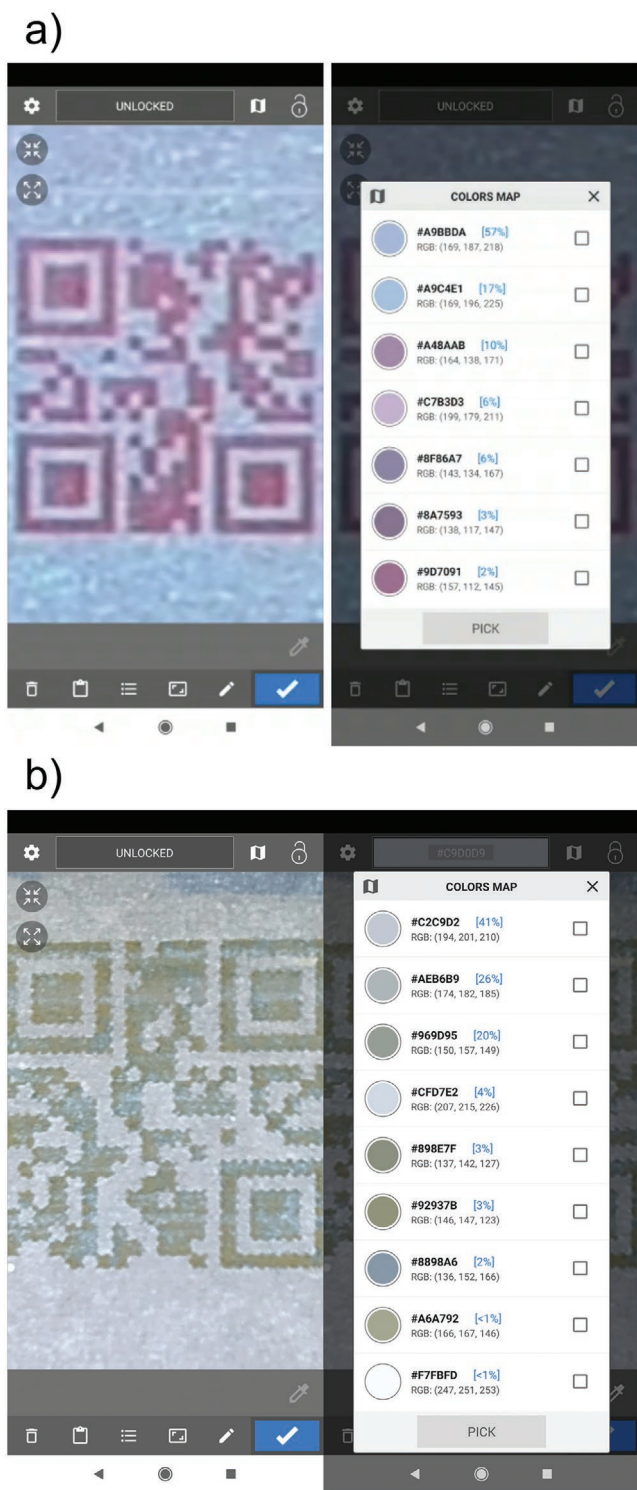 a)
UNLOCKED
UNLOCKED
COLORS MAP
#A9BBDA [57%]
RGB: (169, 187, 218)
#A9C4E1 [17%]
RGB: (169, 196, 225)
#A48AAB [10%]
RGB: (164, 138, 171)
#C7B3D3 [6%]
RGB: (199, 179, 211)
#8F86A7 [6%]
RGB: (143, 134, 167)
#8A7593 [3%]
RGB: (138, 117, 147)
#9D7091 [2%]
RGB: (157, 112, 145)
PICK
b)
UNLOCKED
#C9D0D9
COLORS MAP
#C2C9D2 [41%]
RGB: (194, 201, 210)
#AEB6B9 [26%]
RGB: (174, 182, 185)
#969D95 [20%]
RGB: (150, 157, 149)
#CFD7E2 [4%]
RGB: (207, 215, 226)
#898E7F [3%]
RGB: (137, 142, 127)
#92937B [3%]
RGB: (146, 147, 123)
#8898A6 [2%]
RGB: (136, 152, 166)
#A6A792 [<1%]
RGB: (166, 167, 146)
#F7FBFD [<1%]
RGB: (247, 251, 253)
PICK